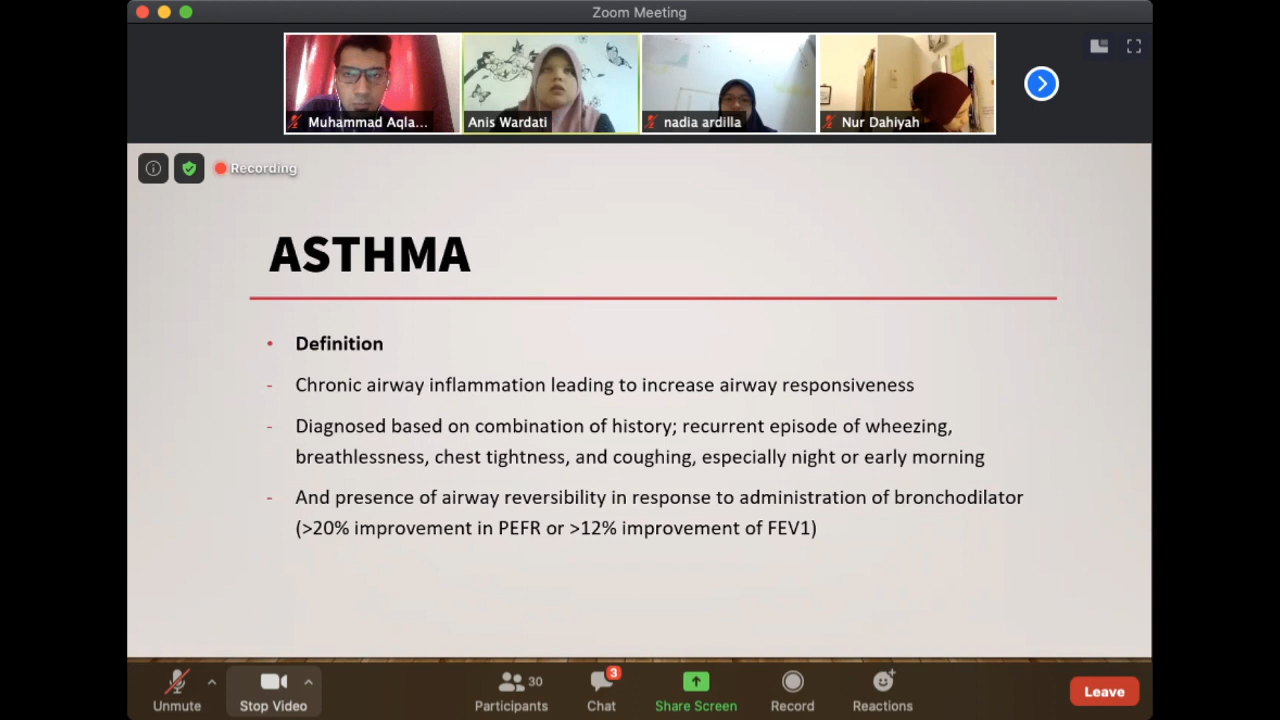 Zoom Meeting
Muhammad Aqla...
Anis Wardati
nadia ardilla
Nur Dahiyah
Recording
ASTHMA
• Definition
- Chronic airway inflammation leading to increase airway responsiveness
- Diagnosed based on combination of history; recurrent episode of wheezing,
breathlessness, chest tightness, and coughing, especially night or early morning
- And presence of airway reversibility in response to administration of bronchodilator
(>20% improvement in PEFR or >12% improvement of FEV1)
Unmute
Stop Video
Participants
30
Chat
3
Share Screen
Record
Reactions
Leave